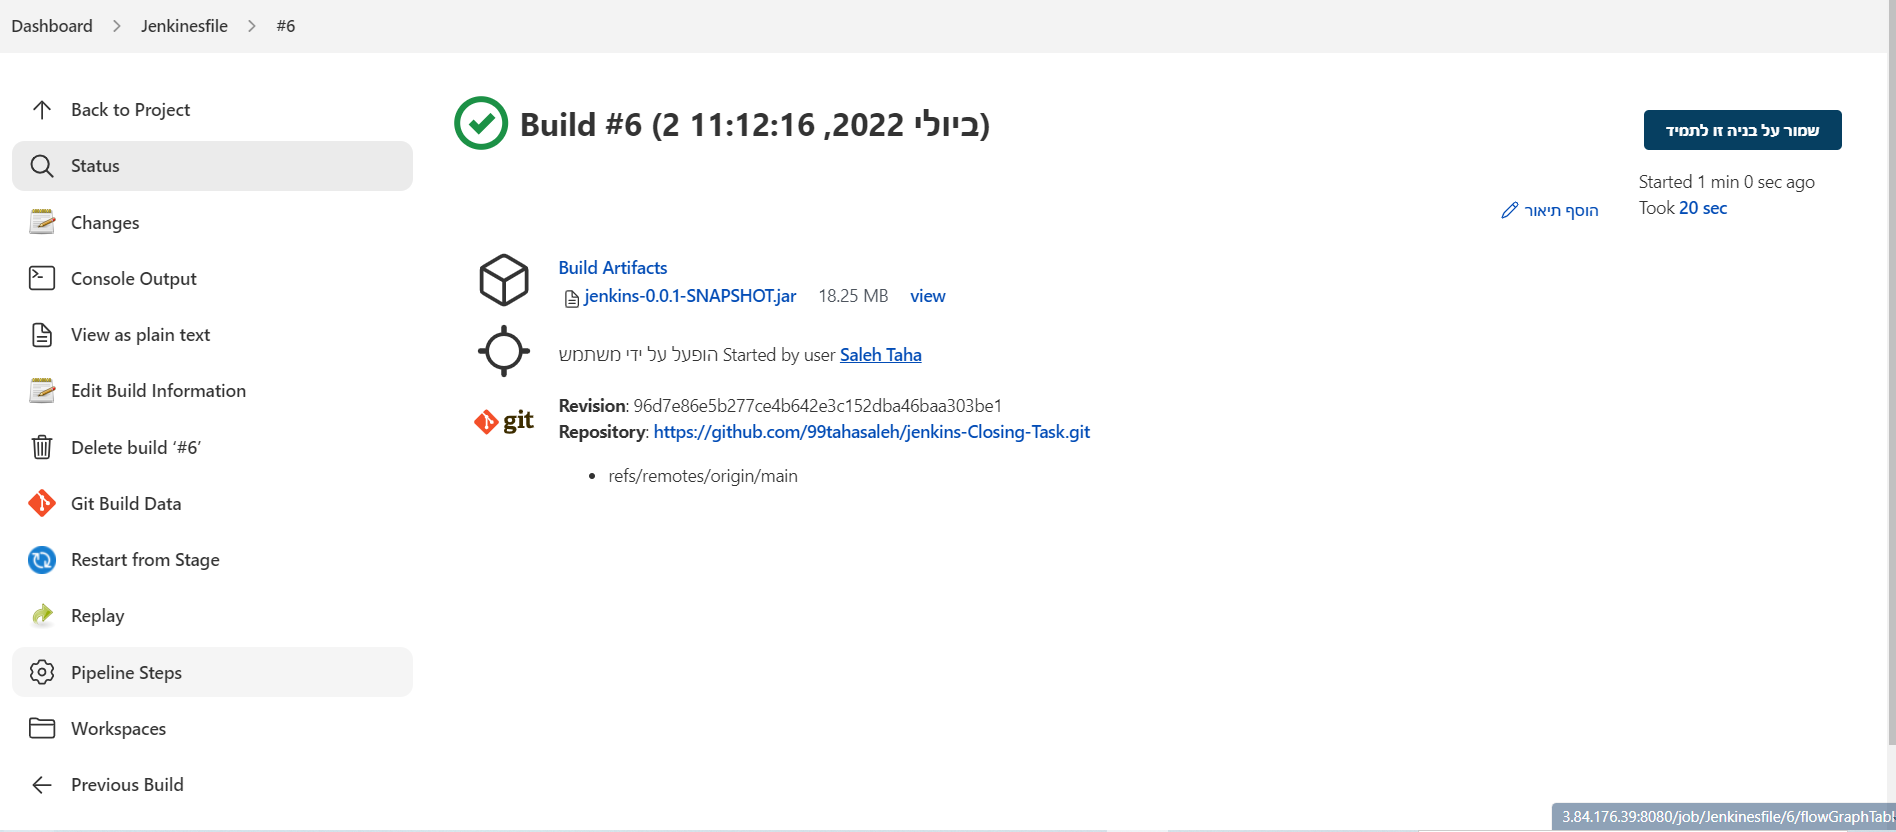 Dashboard > Jenkinesfile > #6
Back to Project
Status
Changes
Console Output
View as plain text
Edit Build Information
Delete build ‘#6’
Git Build Data
Restart from Stage
Replay
Pipeline Steps
Workspaces
Previous Build
Build #6 (2 ביולי 2022, 11:12:16)
שמור על בניה זו לתמיד
Started 1 min 0 sec ago
Took 20 sec
הוסף תיאור
Build Artifacts
jenkins-0.0.1-SNAPSHOT.jar 18.25 MB view
הופעל על ידי משתמש Started by user Saleh Taha
git
Revision: 96d7e86e5b277ce4b642e3c152dba46baa303be1
Repository: https://github.com/99tahasaleh/jenkins-Closing-Task.git
• refs/remotes/origin/main
3.84.176.39:8080/job/Jenkinesfile/6/flowGraphTabl